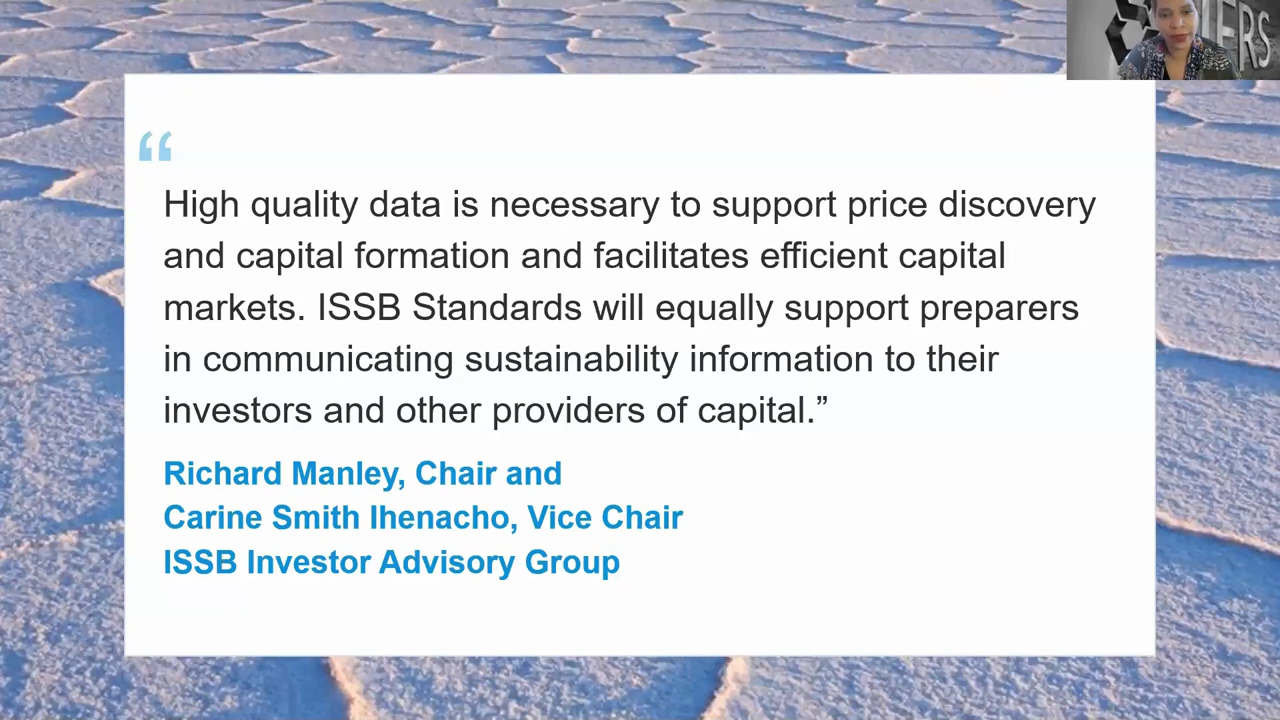 IFRS
“
High quality data is necessary to support price discovery
and capital formation and facilitates efficient capital
markets. ISSB Standards will equally support preparers
in communicating sustainability information to their
investors and other providers of capital.”
Richard Manley, Chair and
Carine Smith Ihenacho, Vice Chair
ISSB Investor Advisory Group